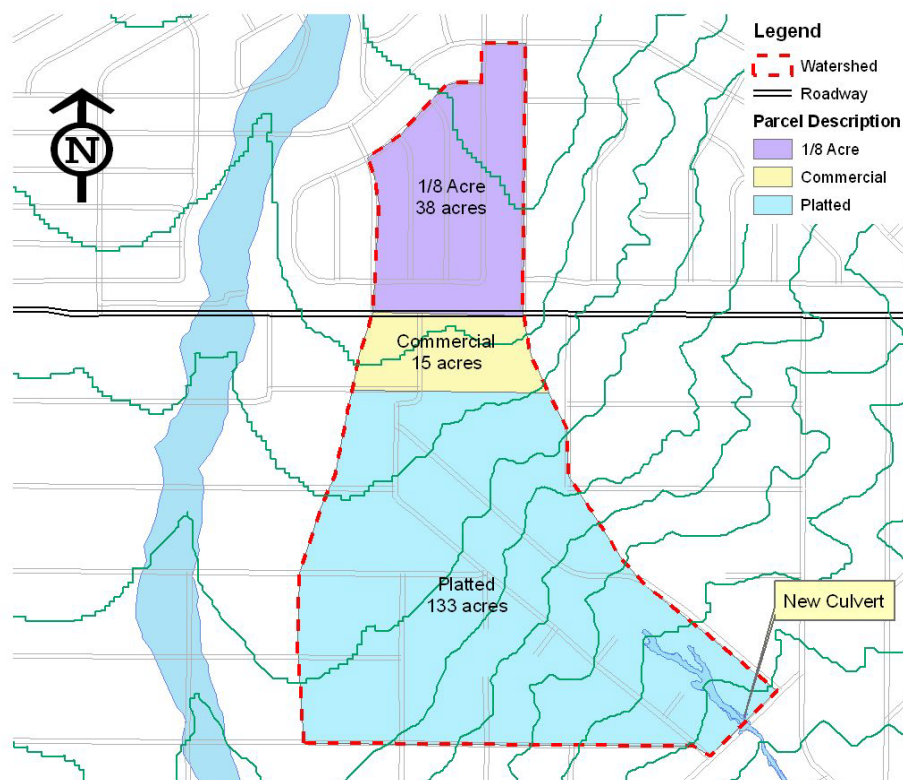 Legend
Watershed
Roadway
Parcel Description
1/8 Acre
Commercial
Platted
N
1/8 Acre
38 acres
Commercial
15 acres
Platted
133 acres
New Culvert